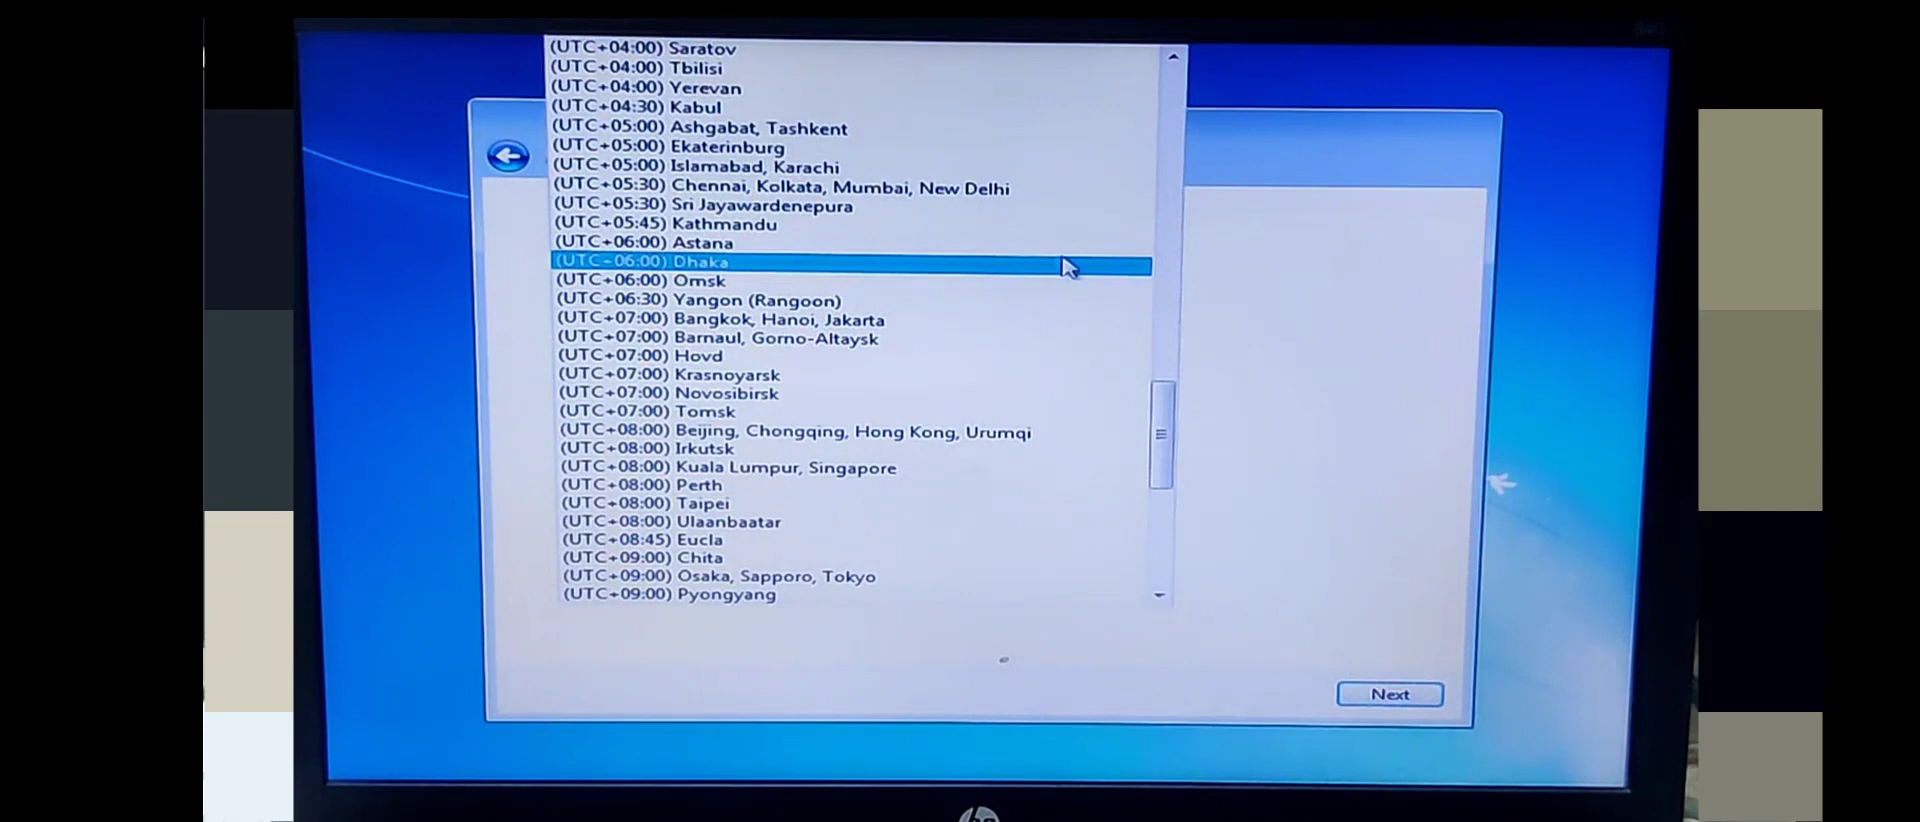 (UTC+04:00) Saratov
(UTC+04:00) Tbilisi
(UTC+04:00) Yerevan
(UTC+04:30) Kabul
(UTC+05:00) Ashgabat, Tashkent
(UTC+05:00) Ekaterinburg
(UTC+05:00) Islamabad, Karachi
(UTC+05:30) Chennai, Kolkata, Mumbai, New Delhi
(UTC+05:30) Sri Jayawardenepura
(UTC+05:45) Kathmandu
(UTC+06:00) Astana
(UTC+06:00) Dhaka
(UTC+06:00) Omsk
(UTC+06:30) Yangon (Rangoon)
(UTC+07:00) Bangkok, Hanoi, Jakarta
(UTC+07:00) Barnaul, Gorno-Altaysk
(UTC+07:00) Hovd
(UTC+07:00) Krasnoyarsk
(UTC+07:00) Novosibirsk
(UTC+07:00) Tomsk
(UTC+08:00) Beijing, Chongqing, Hong Kong, Urumqi
(UTC+08:00) Irkutsk
(UTC+08:00) Kuala Lumpur, Singapore
(UTC+08:00) Perth
(UTC+08:00) Taipei
(UTC+08:00) Ulaanbaatar
(UTC+08:45) Eucla
(UTC+09:00) Chita
(UTC+09:00) Osaka, Sapporo, Tokyo
(UTC+09:00) Pyongyang
Next
hp